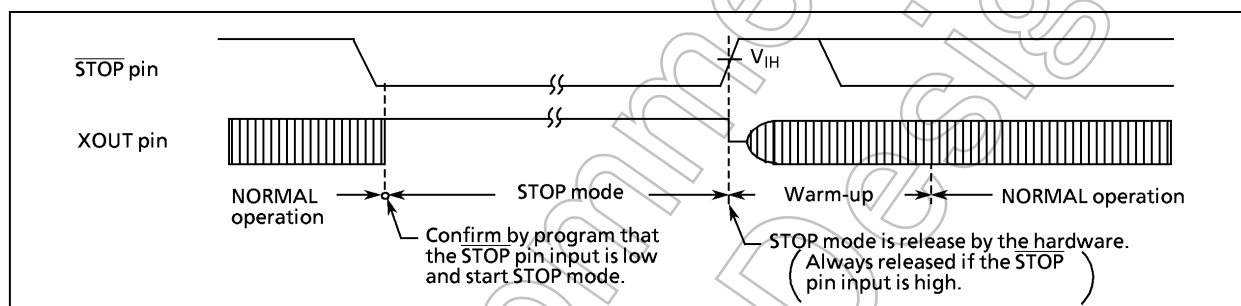 STOP pin
VIH
XOUT pin
NORMAL operation
STOP mode
Warm-up
NORMAL operation
Confirm by program that
the STOP pin input is low
and start STOP mode.
STOP mode is release by the hardware.
(Always released if the STOP
pin input is high.)